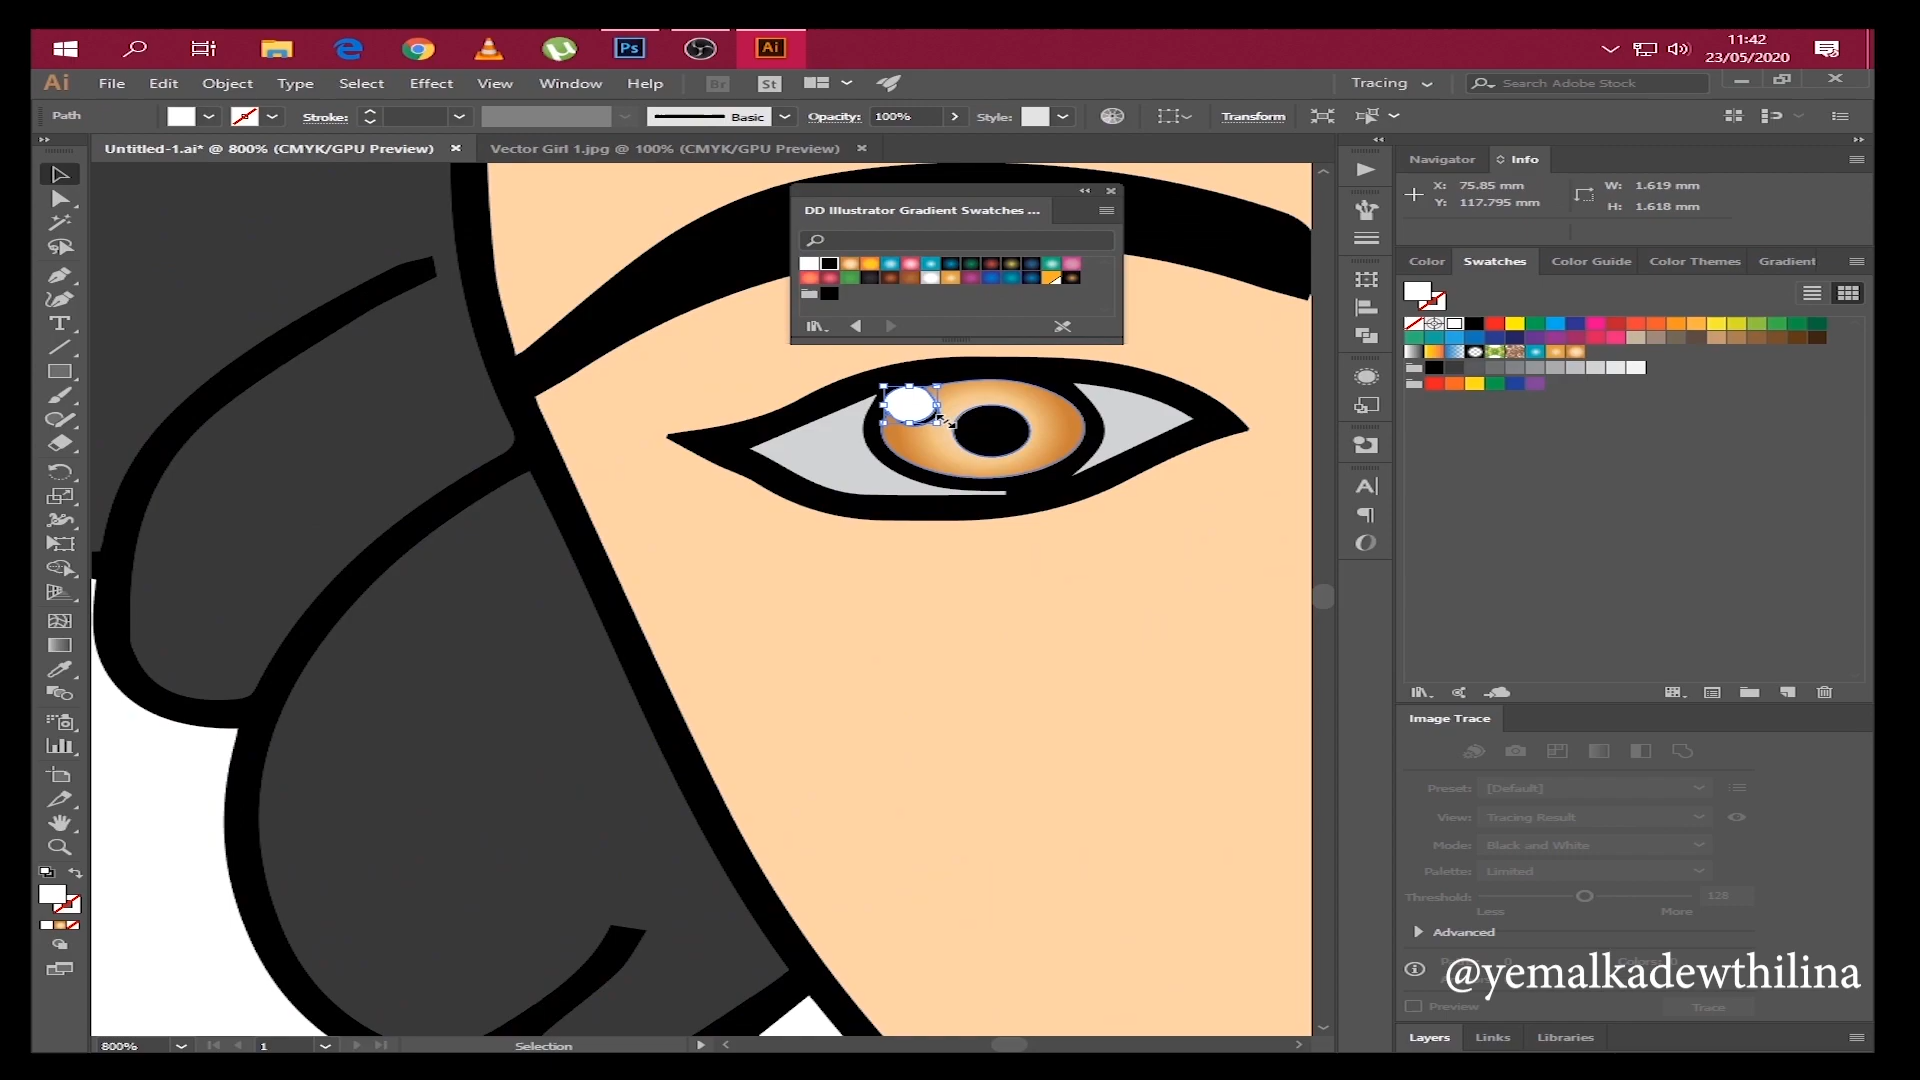 Ps
Ai
11:42
23/05/2020
Ai
File
Edit
Object
Type
Select
Effect
View
Window
Help
Br
St
Tracing
Search Adobe Stock
Path
Stroke:
Basic
Opacity:
100%
Style:
Transform
Untitled-1.ai* @ 800% (CMYK/GPU Preview)
Vector Girl 1.jpg @ 100% (CMYK/GPU Preview)
DD Illustrator Gradient Swatches ...
Navigator
Info
X: 75.85 mm
Y: 117.795 mm
W: 1.619 mm
H: 1.618 mm
Color
Swatches
Color Guide
Color Themes
Gradient
Image Trace
Preset: [Default]
View: Tracing Result
Mode: Black and White
Palette: Limited
Threshold: 128
Less
More
Advanced
@yemalkadewthilina
Preview
Trace
Layers
Links
Libraries
800%
1
Selection